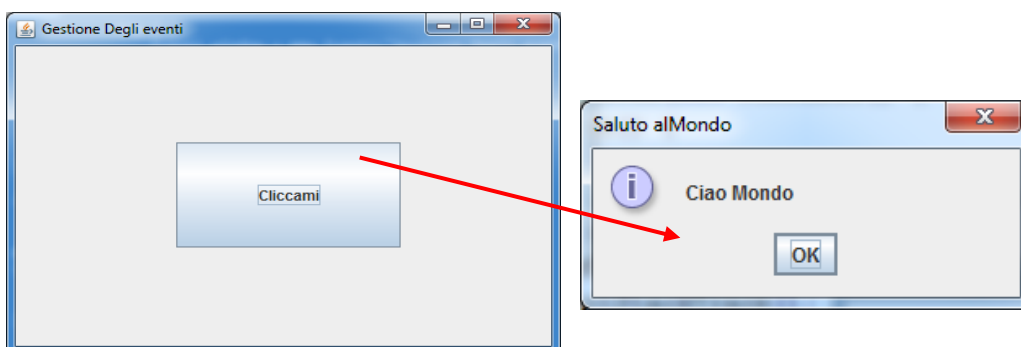 Gestione Degli eventi
Cliccami
Saluto alMondo
i
Ciao Mondo
OK